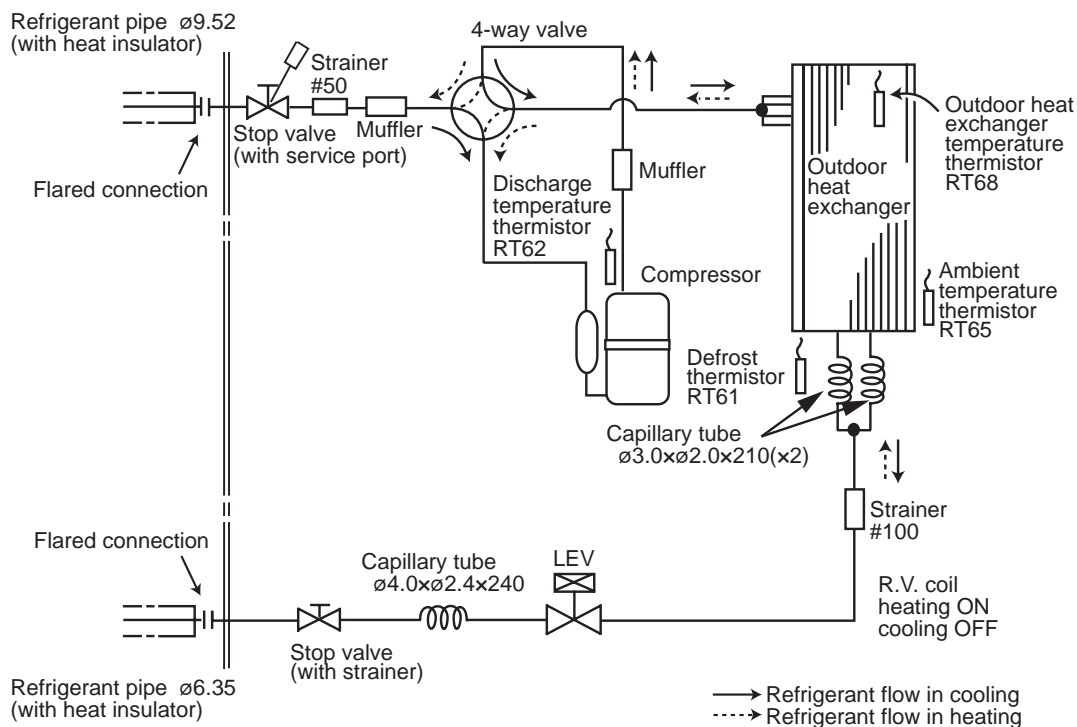 Refrigerant pipe ø9.52
(with heat insulator)
4-way valve
Strainer
#50
Muffler
Stop valve
(with service port)
Flared connection
Discharge
temperature
thermistor
RT62
Muffler
Compressor
Outdoor
heat
exchanger
Outdoor heat
exchanger
temperature
thermistor
RT68
Ambient
temperature
thermistor
RT65
Defrost
thermistor
RT61
Capillary tube
ø3.0×ø2.0×210(×2)
Strainer
#100
Flared connection
Capillary tube
ø4.0×ø2.4×240
LEV
R.V. coil
heating ON
cooling OFF
Stop valve
(with strainer)
Refrigerant pipe ø6.35
(with heat insulator)
Refrigerant flow in cooling
Refrigerant flow in heating